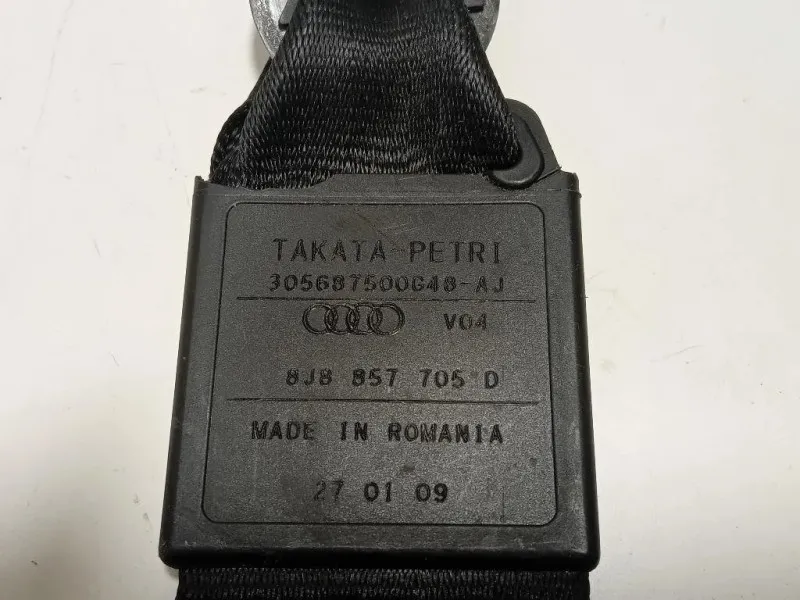 TAKATA-PETRI
305687500G48-AJ
V04
8J8 857 705 D
MADE IN ROMANIA
27 01 09